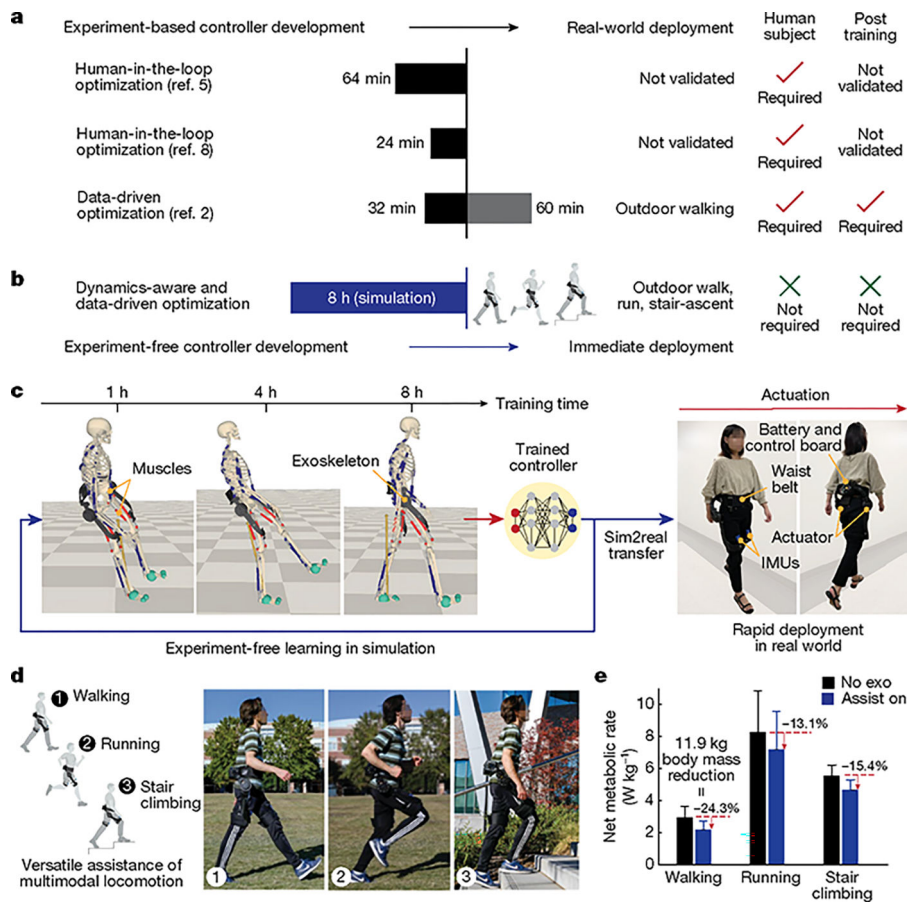 a
Experiment-based controller development
Real-world deployment
Human
subject
Post
training
Human-in-the-loop
optimization (ref. 5)
64 min
Not validated
Required
Not
validated
Human-in-the-loop
optimization (ref. 8)
24 min
Not validated
Required
Not
validated
Data-driven
optimization (ref. 2)
32 min
60 min
Outdoor walking
Required
Required
b
Dynamics-aware and
data-driven optimization
8 h (simulation)
Outdoor walk,
run, stair-ascent
Not
required
Not
required
Experiment-free controller development
Immediate deployment
c
1 h
4 h
8 h
Training time
Actuation
Muscles
Exoskeleton
Trained
controller
Battery and
control board
Waist
belt
Actuator
IMUs
Sim2real
transfer
Experiment-free learning in simulation
Rapid deployment
in real world
d
1 Walking
2 Running
3 Stair
climbing
Versatile assistance of
multimodal locomotion
1
2
3
e
No exo
Assist on
Net metabolic rate
(W kg⁻¹)
10
8
6
4
2
0
11.9 kg
body mass
reduction
=
−24.3%
−13.1%
−15.4%
Walking
Running
Stair
climbing